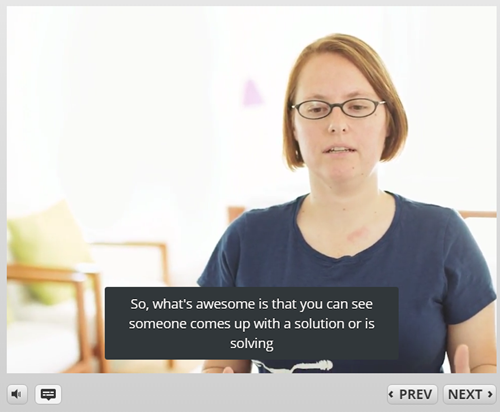 So, what's awesome is that you can see
someone comes up with a solution or is
solving
‹ PREV NEXT ›